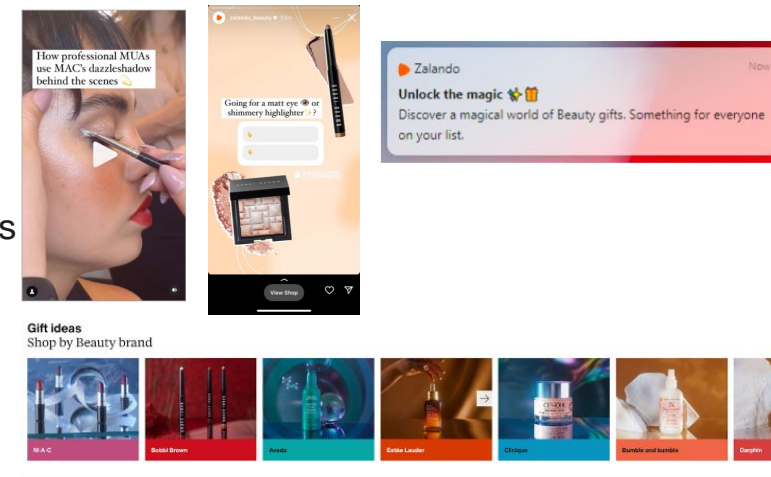 How professional MUAs
use MAC's dazzleshadow
behind the scenes
zalando_beauty
Going for a matt eye 👁 or
shimmery highlighter ✨?
View Shop
Zalando
Now
Unlock the magic ✨🎁
Discover a magical world of Beauty gifts. Something for everyone
on your list.
s
Gift ideas
Shop by Beauty brand
CLINIQUE
M·A·C
Bobbi Brown
Aveda
Estée Lauder
Clinique
Bumble and bumble
Darphin